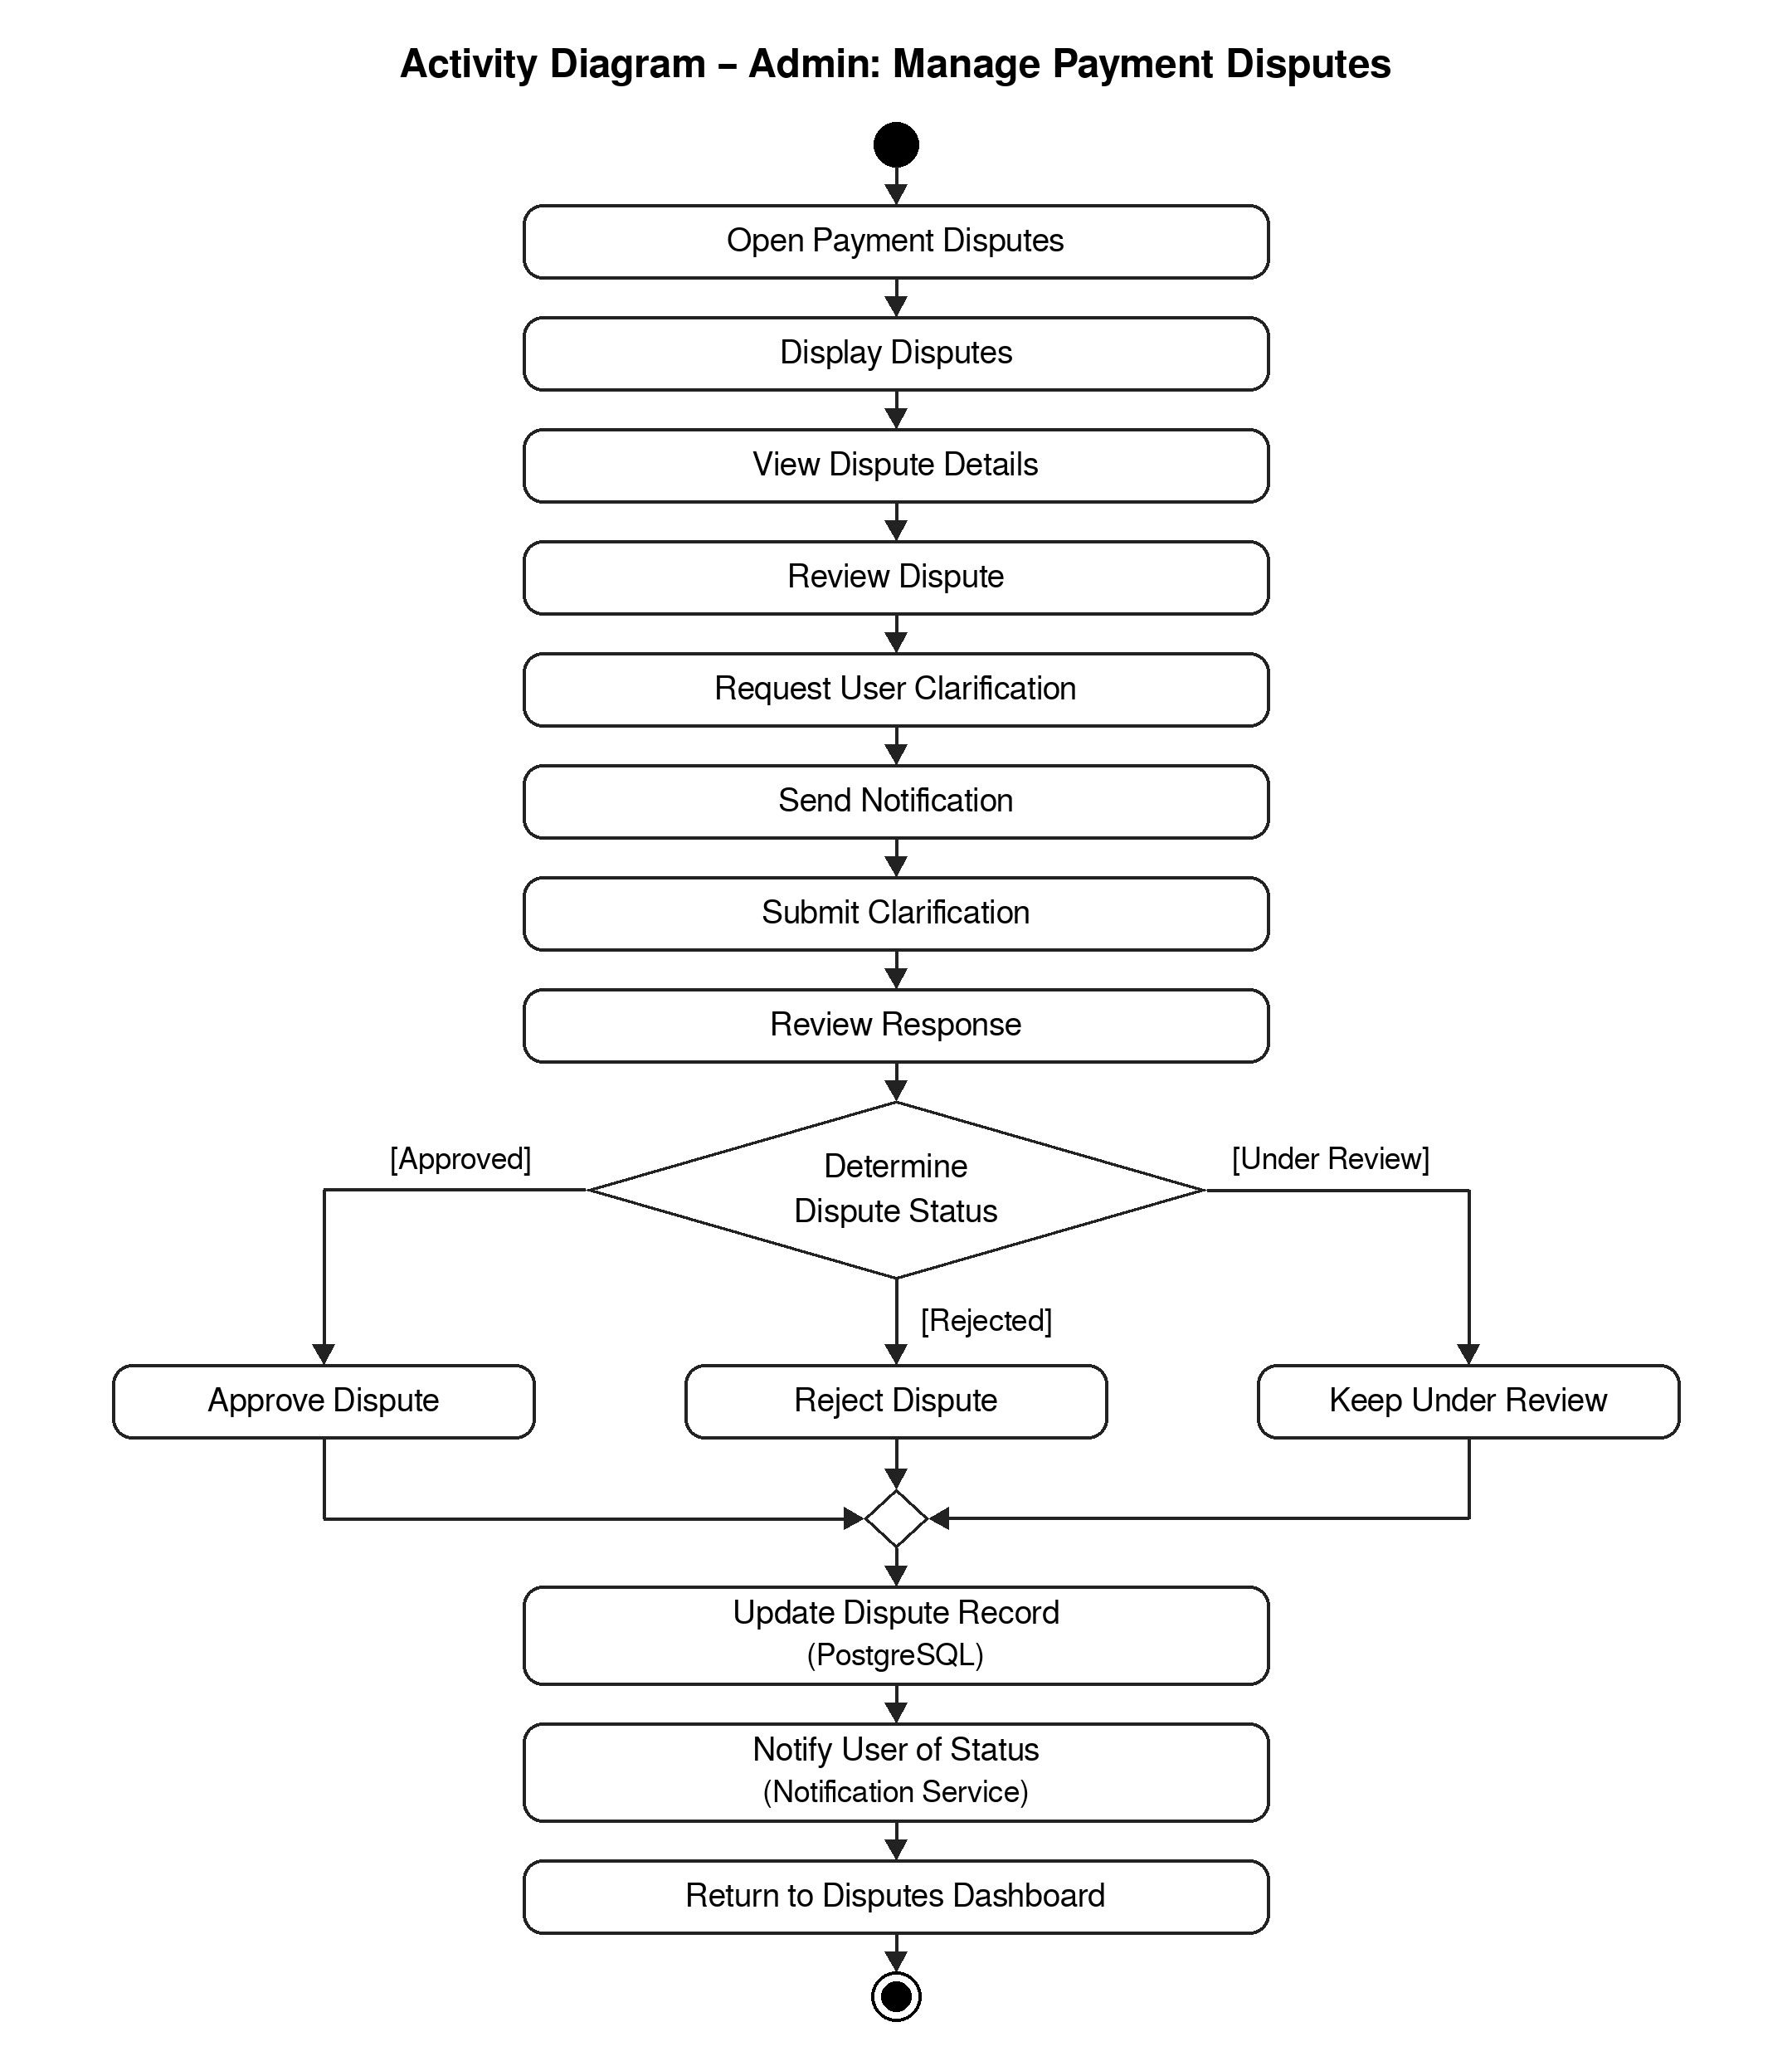 Activity Diagram – Admin: Manage Payment Disputes
Open Payment Disputes
Display Disputes
View Dispute Details
Review Dispute
Request User Clarification
Send Notification
Submit Clarification
Review Response
Determine
Dispute Status
[Approved]
[Under Review]
[Rejected]
Approve Dispute
Reject Dispute
Keep Under Review
Update Dispute Record
(PostgreSQL)
Notify User of Status
(Notification Service)
Return to Disputes Dashboard